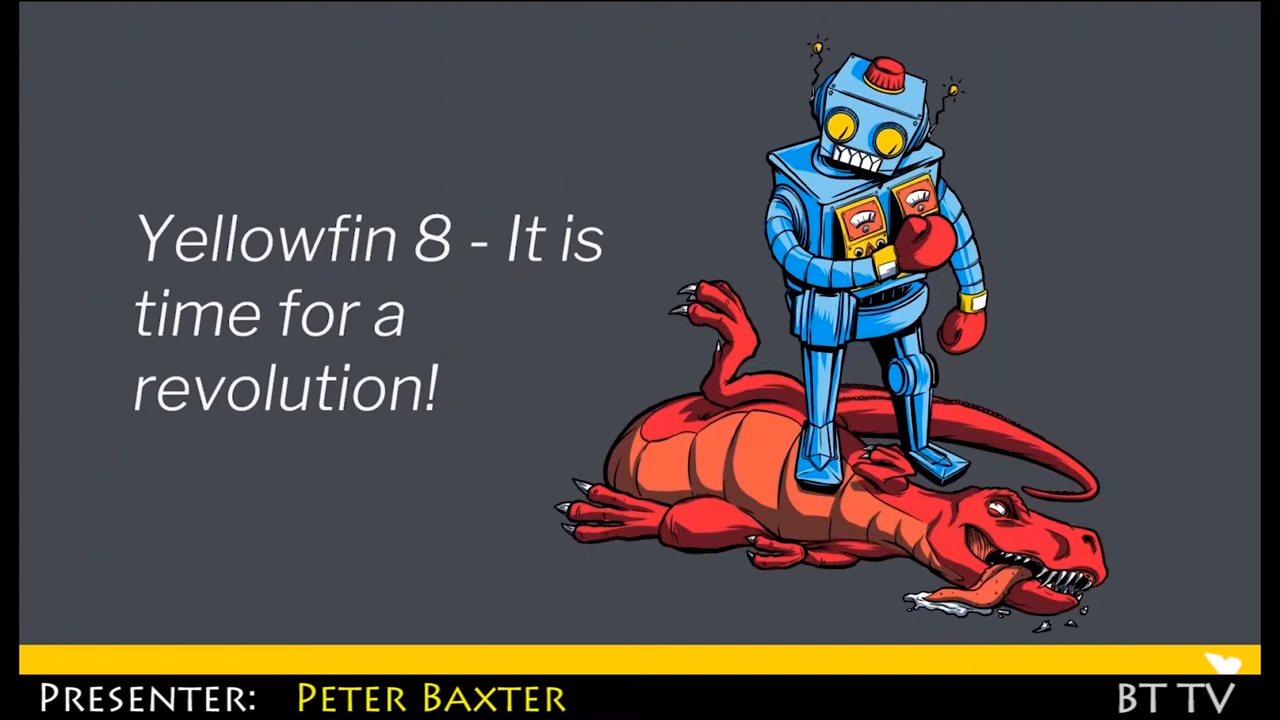 Yellowfin 8 - It is
time for a
revolution!
PRESENTER: PETER BAXTER
BT TV